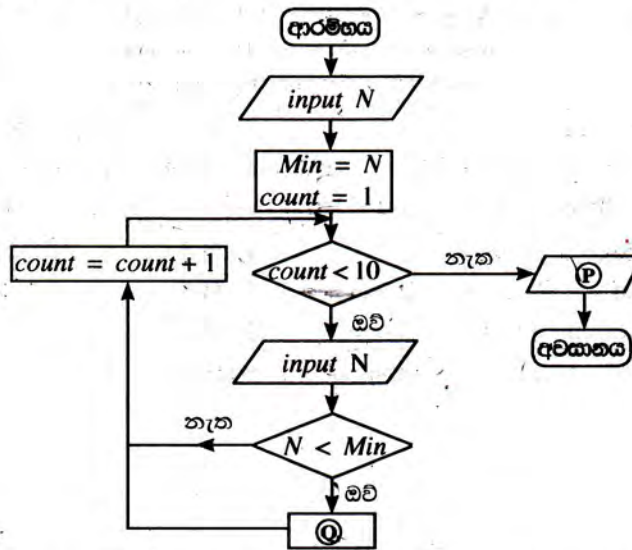 ආරම්භය
input N
Min = N
count = 1
count = count + 1
count < 10
නැත
P
ඔව්
අවසානය
input N
නැත
N < Min
ඔව්
Q